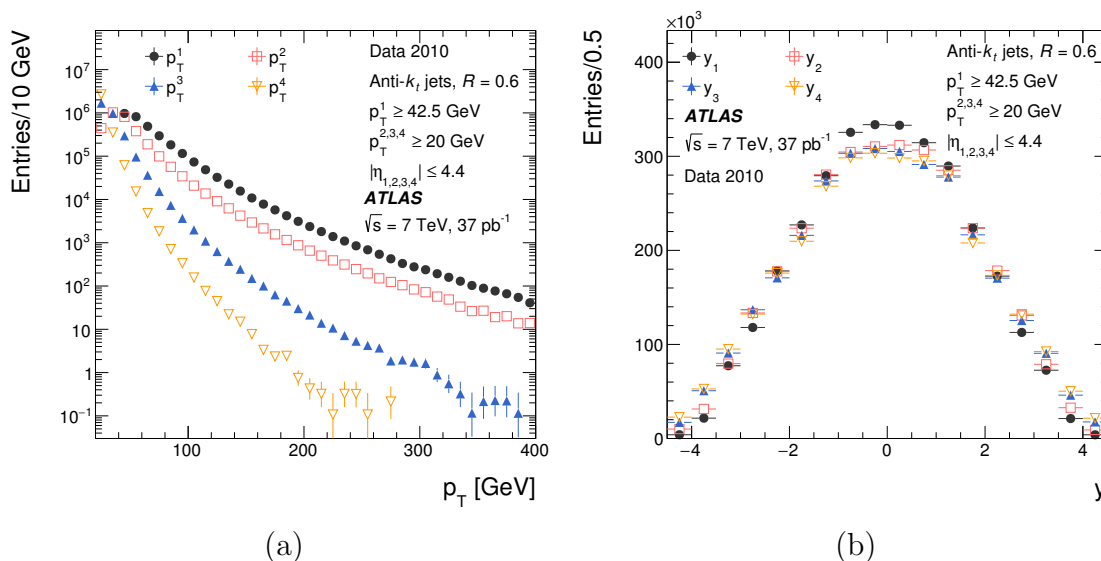 Entries/10 GeV
10⁷
10⁶
10⁵
10⁴
10³
10²
10
1
10⁻¹
p_T^1 p_T^2
p_T^3 p_T^4
Data 2010
Anti-k_t jets, R = 0.6
p_T^1 ≥ 42.5 GeV
p_T^{2,3,4} ≥ 20 GeV
|η_{1,2,3,4}| ≤ 4.4
ATLAS
√s = 7 TeV, 37 pb⁻¹
100 200 300 400
p_T [GeV]
(a)
×10³
Entries/0.5
400
300
200
100
0
y_1 y_2
y_3 y_4
ATLAS
√s = 7 TeV, 37 pb⁻¹
Data 2010
Anti-k_t jets, R = 0.6
p_T^1 ≥ 42.5 GeV
p_T^{2,3,4} ≥ 20 GeV
|η_{1,2,3,4}| ≤ 4.4
−4 −2 0 2 4
y
(b)